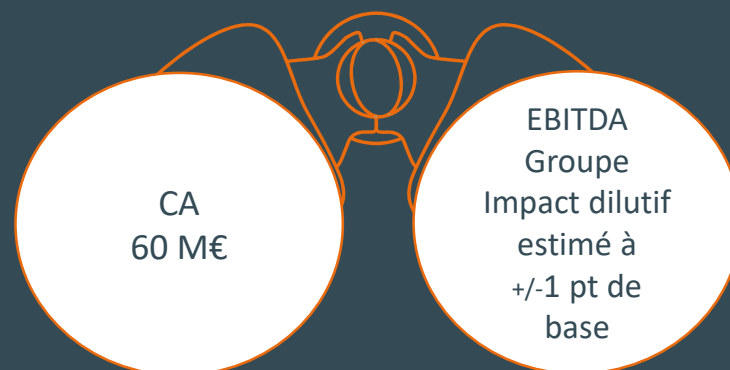 CA
60 M€
EBITDA
Groupe
Impact dilutif
estimé à
+/-1 pt de
base